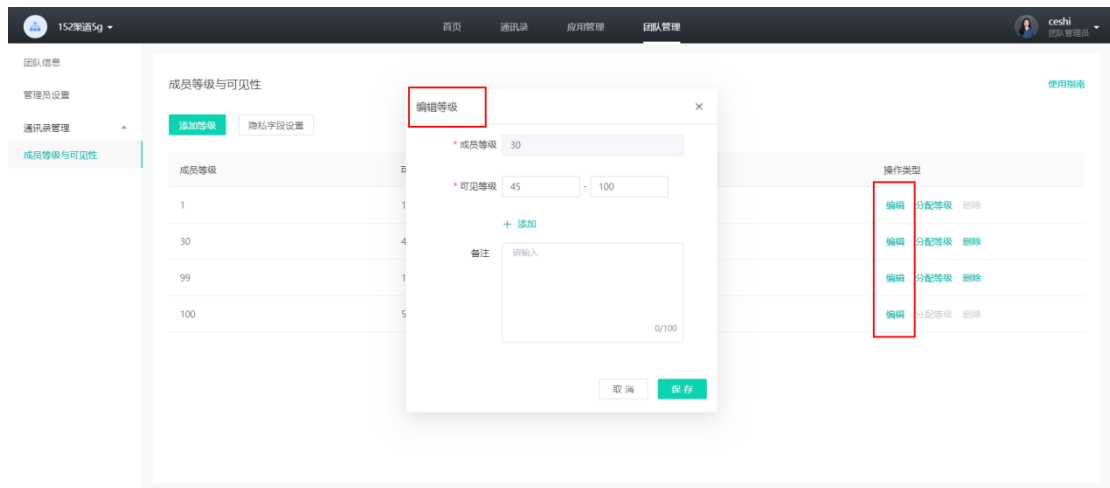 152渠道5g
首页 通讯录 应用管理 团队管理
ceshi
团队管理员
团队信息
管理员设置
通讯录管理
成员等级与可见性
成员等级与可见性
使用指南
添加等级 隐私字段设置
成员等级 操作类型
1 1 编辑 分配等级 删除
30 4 编辑 分配等级 删除
99 1 编辑 分配等级 删除
100 5 编辑 分配等级 删除
编辑等级
* 成员等级 30
* 可见等级 45 - 100
+ 添加
备注 请输入
0/100
取消 保存